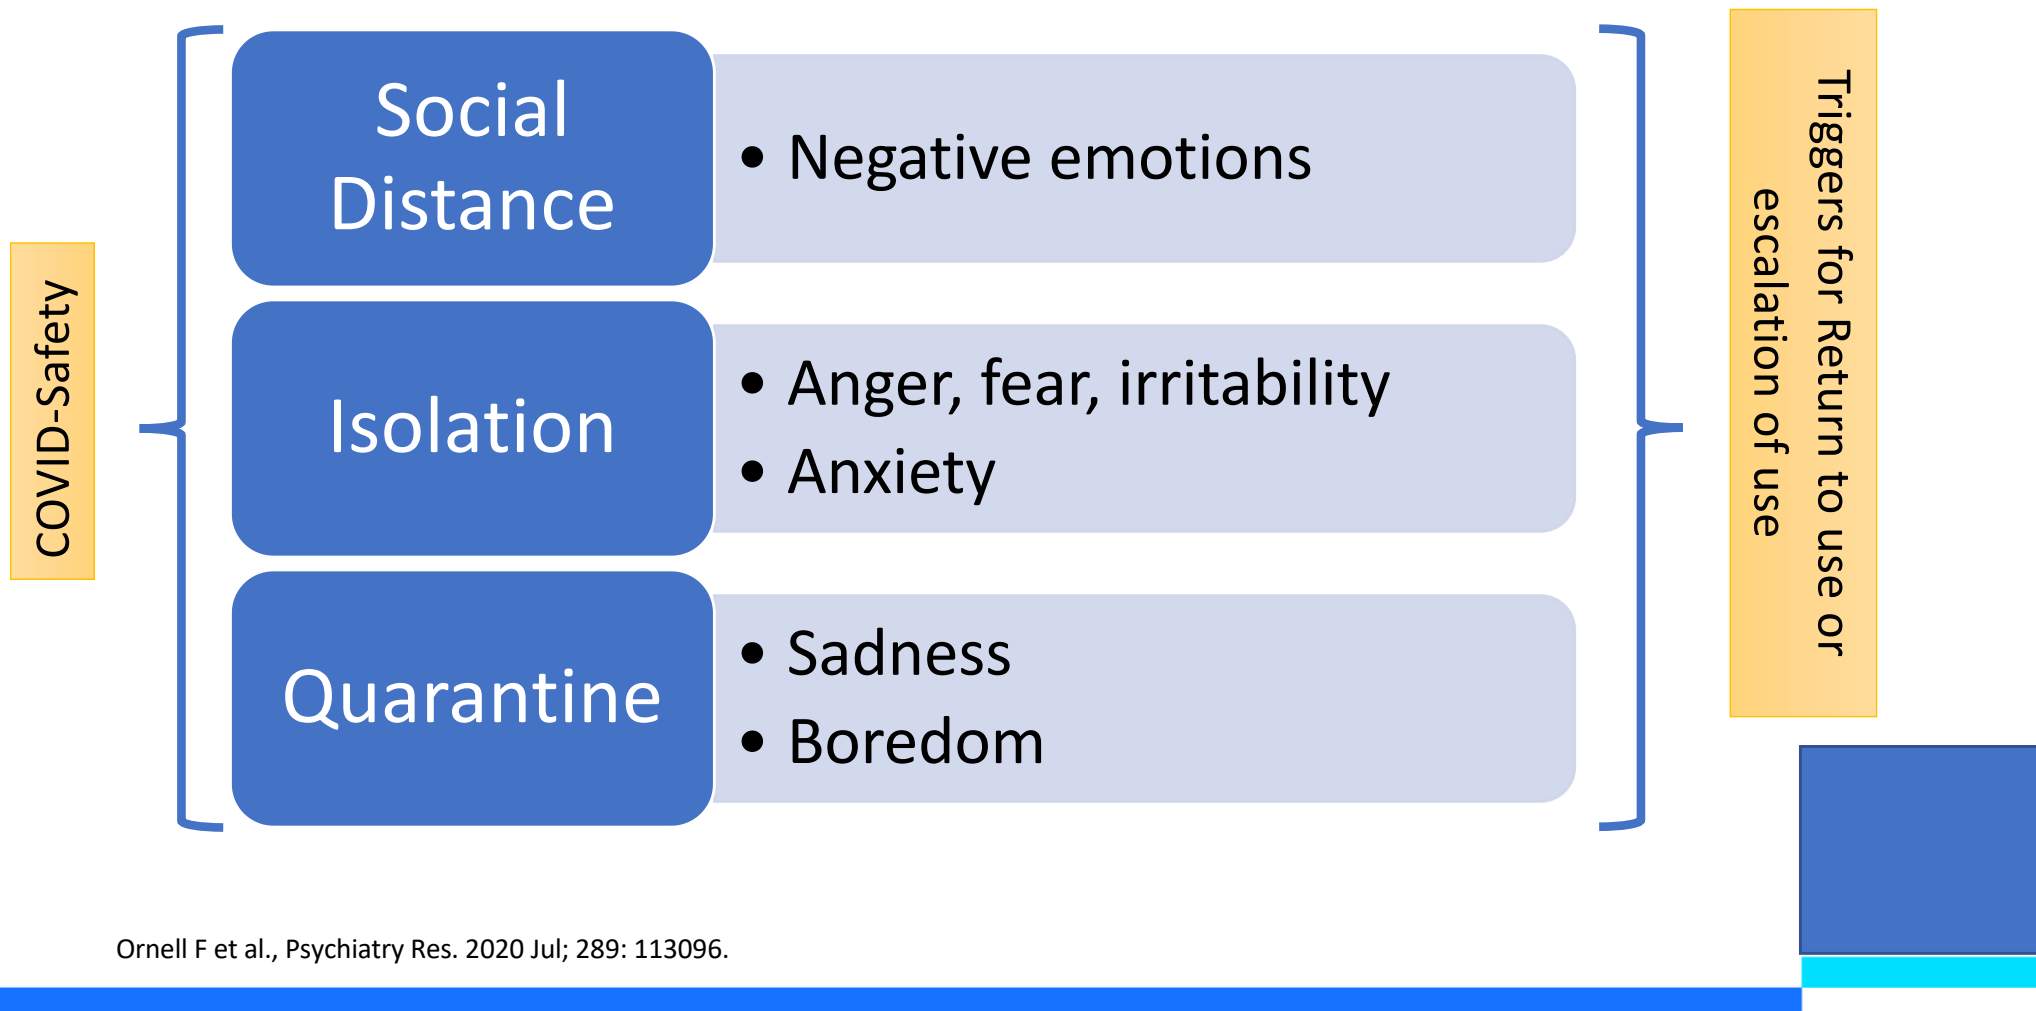 COVID-Safety
Social
Distance
• Negative emotions
Isolation
• Anger, fear, irritability
• Anxiety
Quarantine
• Sadness
• Boredom
Triggers for Return to use or
escalation of use
Ornell F et al., Psychiatry Res. 2020 Jul; 289: 113096.